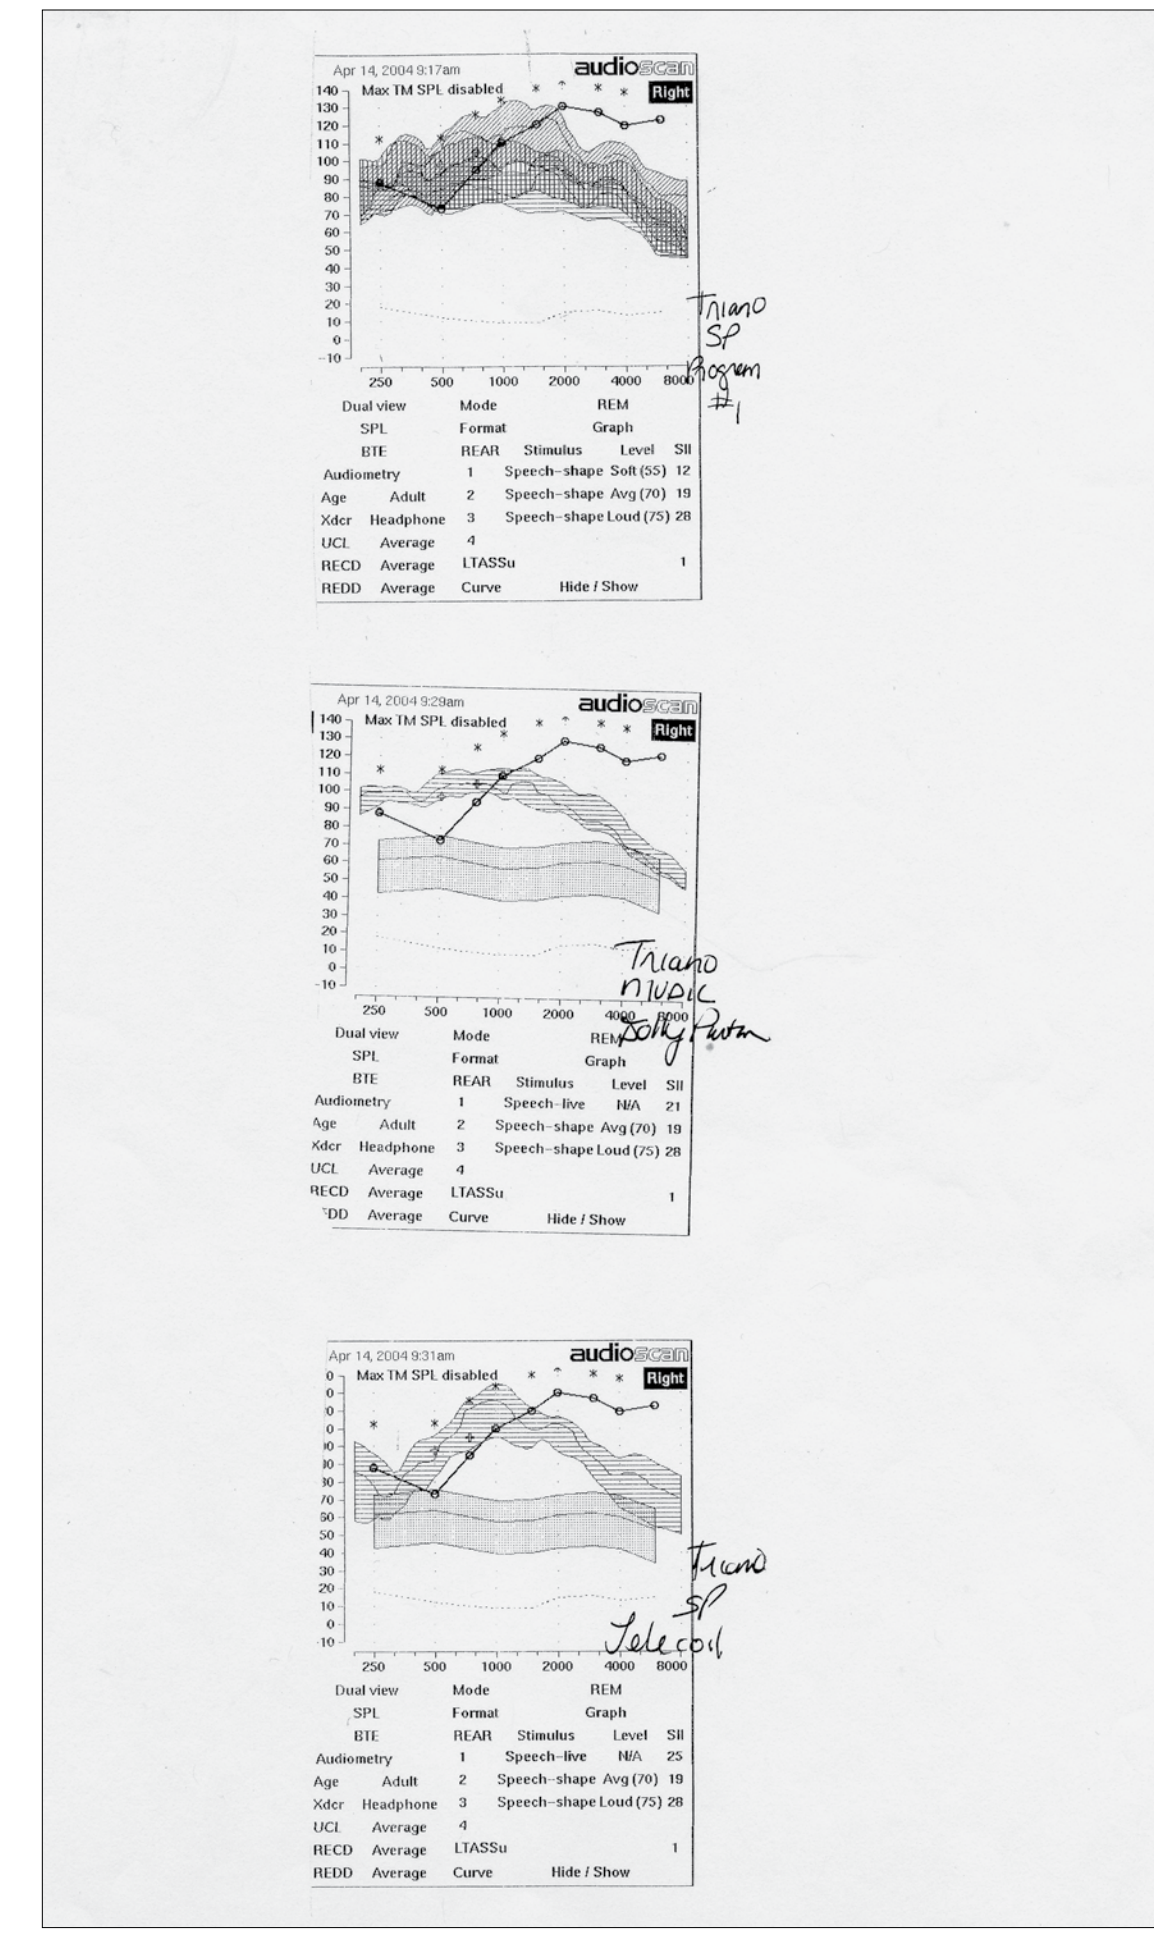 Apr 14, 2004 9:17am audioscan
Max TM SPL disabled Right
140
130
120
110
100
90
80
70
60
50
40
30
20
10
0
-10
250 500 1000 2000 4000 8000
Triano
SP
Program
#1
Dual view Mode REM
SPL Format Graph
BTE REAR Stimulus Level SII
Audiometry 1 Speech-shape Soft (55) 12
Age Adult 2 Speech-shape Avg (70) 19
Xdcr Headphone 3 Speech-shape Loud (75) 28
UCL Average 4
RECD Average LTASSu 1
REDD Average Curve Hide / Show
Apr 14, 2004 9:29am audioscan
Max TM SPL disabled Right
140
130
120
110
100
90
80
70
60
50
40
30
20
10
0
-10
250 500 1000 2000 4000 8000
Triano
music
Dolly Parton
Dual view Mode REM
SPL Format Graph
BTE REAR Stimulus Level SII
Audiometry 1 Speech-live N/A 21
Age Adult 2 Speech-shape Avg (70) 19
Xdcr Headphone 3 Speech-shape Loud (75) 28
UCL Average 4
RECD Average LTASSu 1
DD Average Curve Hide / Show
Apr 14, 2004 9:31am audioscan
Max TM SPL disabled Right
0
0
0
0
00
90
80
70
60
50
40
30
20
10
0
-10
250 500 1000 2000 4000 8000
Triano
SP
Telecoil
Dual view Mode REM
SPL Format Graph
BTE REAR Stimulus Level SII
Audiometry 1 Speech-live N/A 25
Age Adult 2 Speech-shape Avg (70) 19
Xdcr Headphone 3 Speech-shape Loud (75) 28
UCL Average 4
RECD Average LTASSu 1
REDD Average Curve Hide / Show